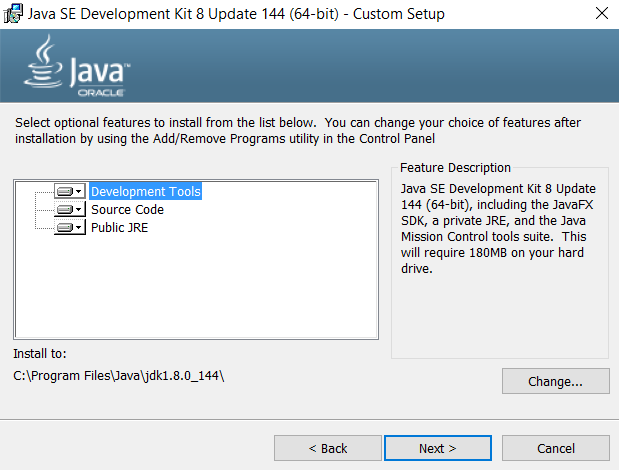 Java SE Development Kit 8 Update 144 (64-bit) - Custom Setup
Java™
ORACLE
Select optional features to install from the list below.  You can change your choice of features after
installation by using the Add/Remove Programs utility in the Control Panel
Development Tools
Source Code
Public JRE
Feature Description
Java SE Development Kit 8 Update
144 (64-bit), including the JavaFX
SDK, a private JRE, and the Java
Mission Control tools suite.  This
will require 180MB on your hard
drive.
Install to:
C:\Program Files\Java\jdk1.8.0_144\
Change...
< Back
Next >
Cancel